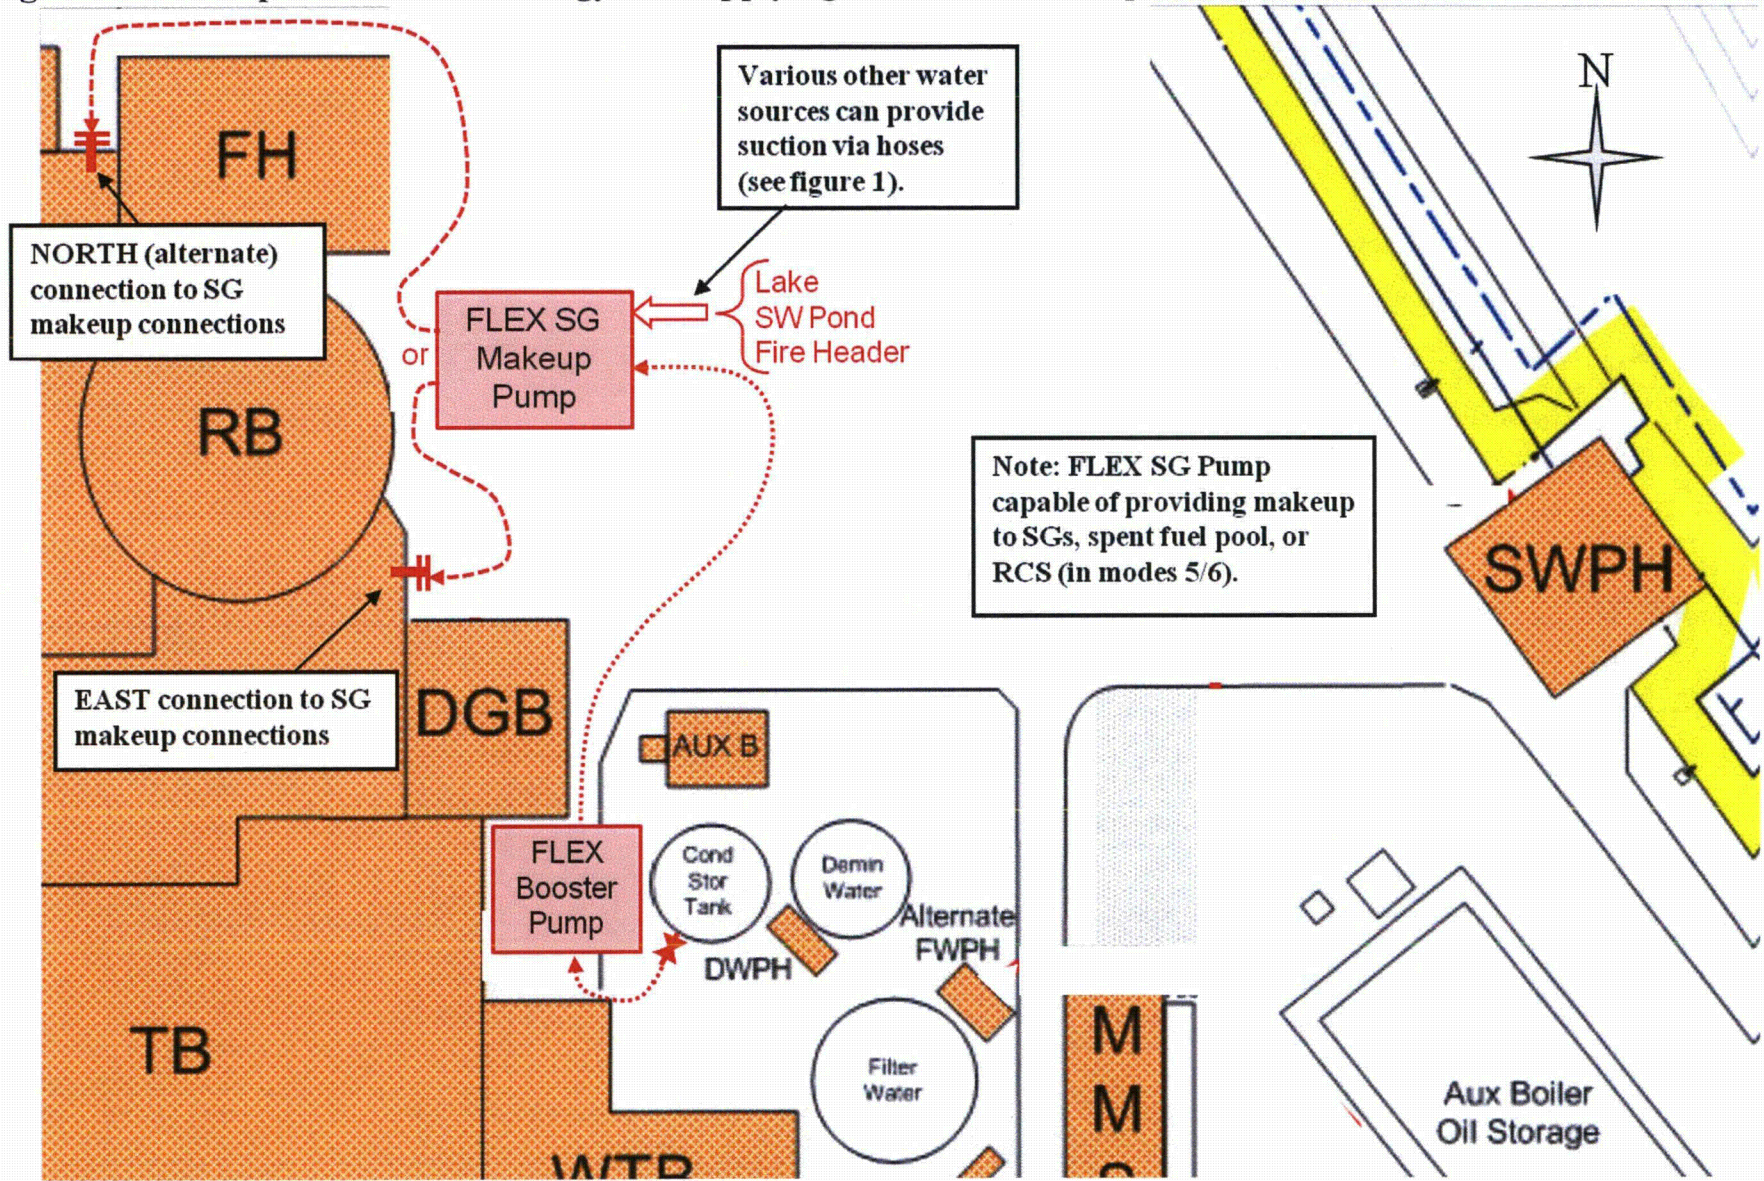 N
Various other water
sources can provide
suction via hoses
(see figure 1).
FH
NORTH (alternate)
connection to SG
makeup connections
FLEX SG
Makeup
Pump
or
Lake
SW Pond
Fire Header
RB
Note: FLEX SG Pump
capable of providing makeup
to SGs, spent fuel pool, or
RCS (in modes 5/6).
SWPH
EAST connection to SG
makeup connections
DGB
AUX B
FLEX
Booster
Pump
Cond
Stor
Tank
Demin
Water
Alternate
FWPH
DWPH
TB
Filter
Water
M
M
Aux Boiler
Oil Storage
WTB